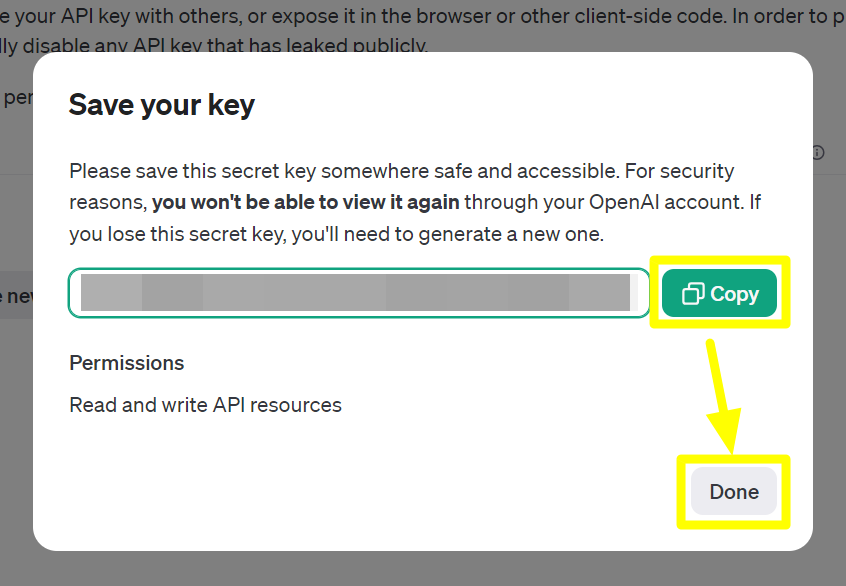 e your API key with others, or expose it in the browser or other client-side code. In order to p
lly disable any API key that has leaked publicly.
per
Save your key
Please save this secret key somewhere safe and accessible. For security
reasons, you won't be able to view it again through your OpenAI account. If
you lose this secret key, you'll need to generate a new one.
e new
Copy
Permissions
Read and write API resources
Done